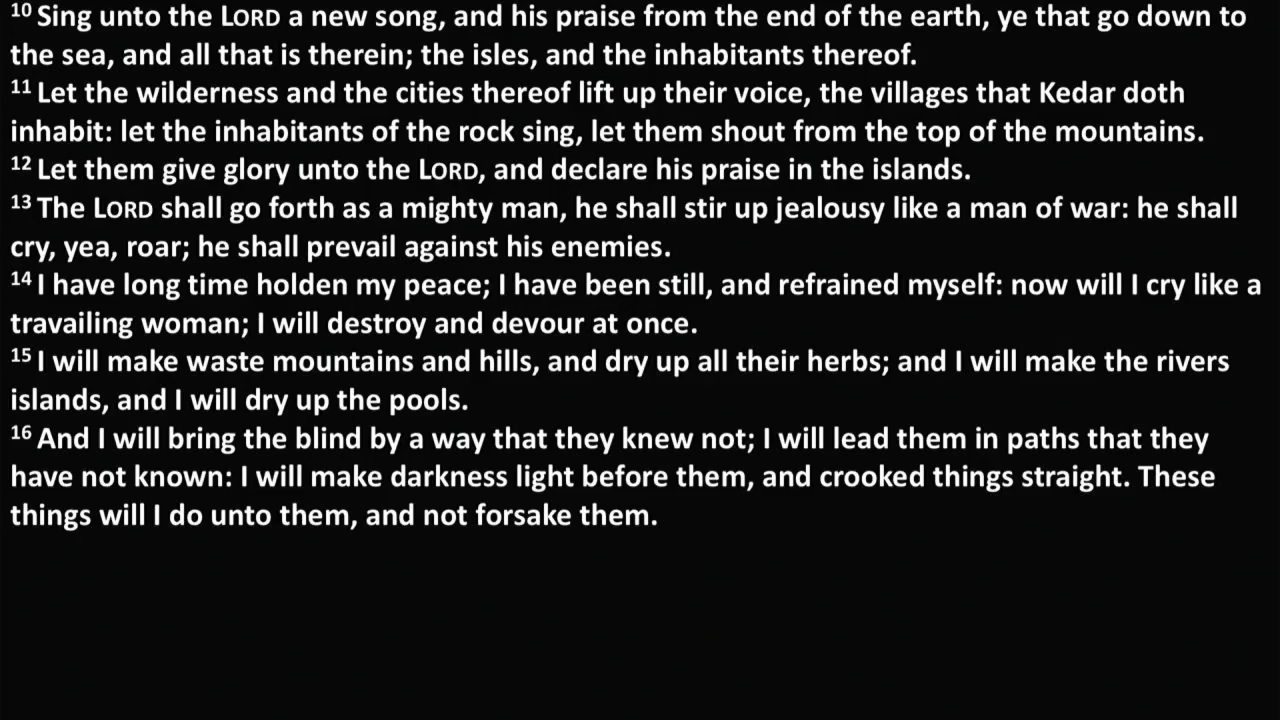 ¹⁰ Sing unto the LORD a new song, and his praise from the end of the earth, ye that go down to
the sea, and all that is therein; the isles, and the inhabitants thereof.
¹¹ Let the wilderness and the cities thereof lift up their voice, the villages that Kedar doth
inhabit: let the inhabitants of the rock sing, let them shout from the top of the mountains.
¹² Let them give glory unto the LORD, and declare his praise in the islands.
¹³ The LORD shall go forth as a mighty man, he shall stir up jealousy like a man of war: he shall
cry, yea, roar; he shall prevail against his enemies.
¹⁴ I have long time holden my peace; I have been still, and refrained myself: now will I cry like a
travailing woman; I will destroy and devour at once.
¹⁵ I will make waste mountains and hills, and dry up all their herbs; and I will make the rivers
islands, and I will dry up the pools.
¹⁶ And I will bring the blind by a way that they knew not; I will lead them in paths that they
have not known: I will make darkness light before them, and crooked things straight. These
things will I do unto them, and not forsake them.